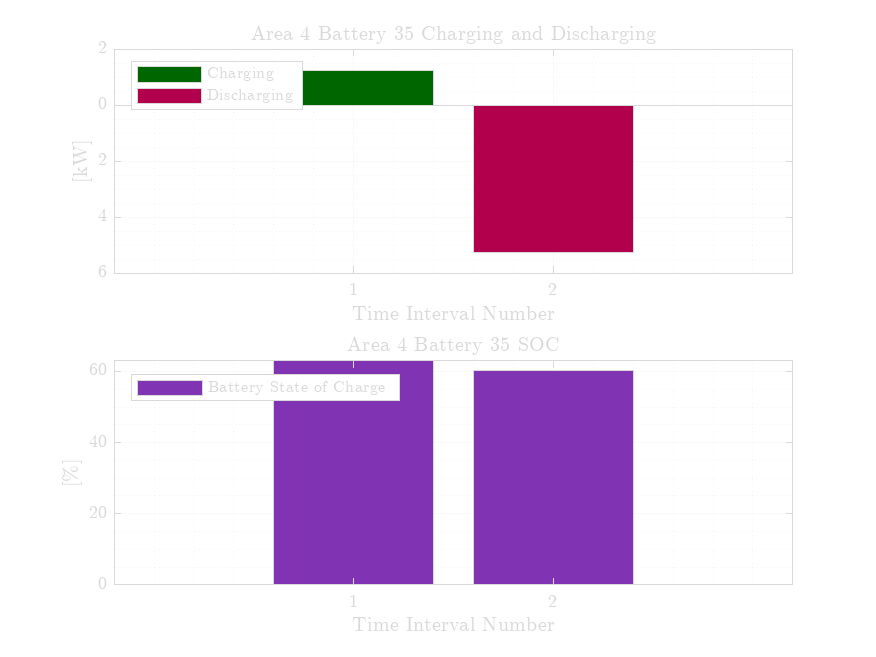 Area 4 Battery 35 Charging and Discharging
2
Charging
Discharging
0
2
4
6
[kW]
1 2
Time Interval Number
Area 4 Battery 35 SOC
60
Battery State of Charge
40
20
0
[%]
1 2
Time Interval Number